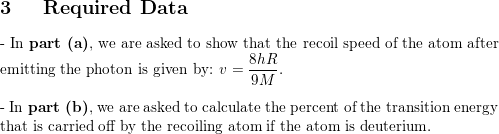 3 Required Data
- In part (a), we are asked to show that the recoil speed of the atom after
emitting the photon is given by: v = 8hR/9M.
- In part (b), we are asked to calculate the percent of the transition energy
that is carried off by the recoiling atom if the atom is deuterium.